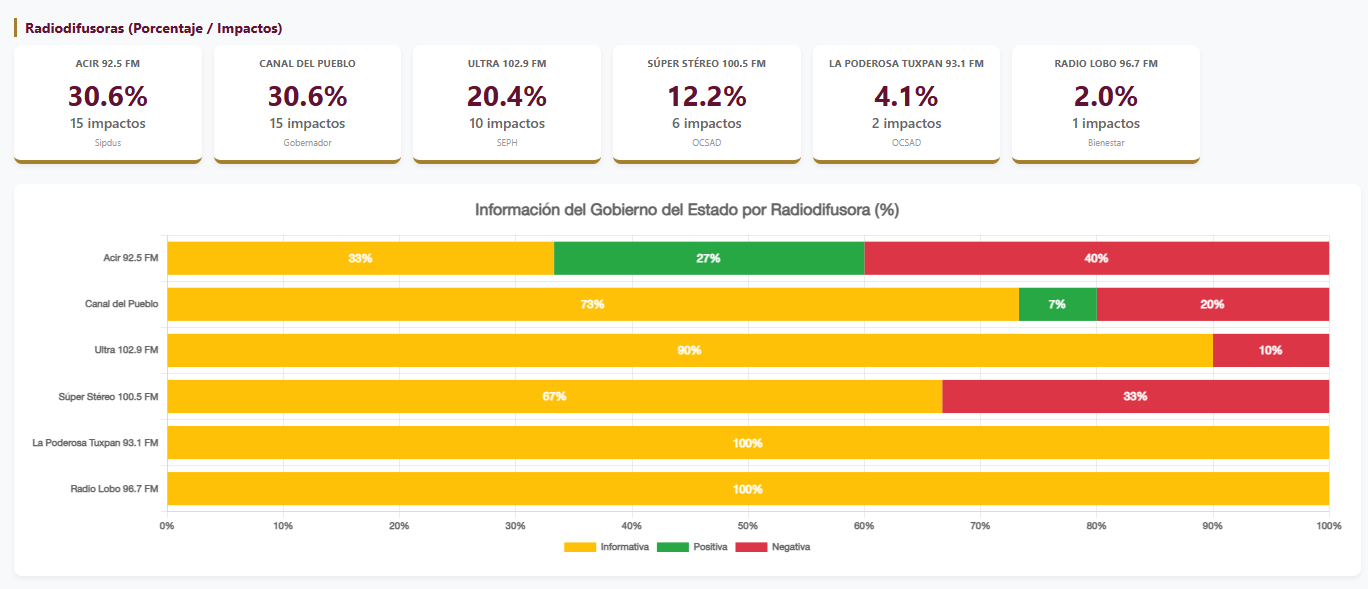 Radiodifusoras (Porcentaje / Impactos)
ACIR 92.5 FM
30.6%
15 impactos
Sipdus
CANAL DEL PUEBLO
30.6%
15 impactos
Gobernador
ULTRA 102.9 FM
20.4%
10 impactos
SEPH
SÚPER STÉREO 100.5 FM
12.2%
6 impactos
OCSAD
LA PODEROSA TUXPAN 93.1 FM
4.1%
2 impactos
OCSAD
RADIO LOBO 96.7 FM
2.0%
1 impactos
Bienestar
Información del Gobierno del Estado por Radiodifusora (%)
Acir 92.5 FM 33% 27% 40%
Canal del Pueblo 73% 7% 20%
Ultra 102.9 FM 90% 10%
Súper Stéreo 100.5 FM 67% 33%
La Poderosa Tuxpan 93.1 FM 100%
Radio Lobo 96.7 FM 100%
0% 10% 20% 30% 40% 50% 60% 70% 80% 90% 100%
Informativa Positiva Negativa